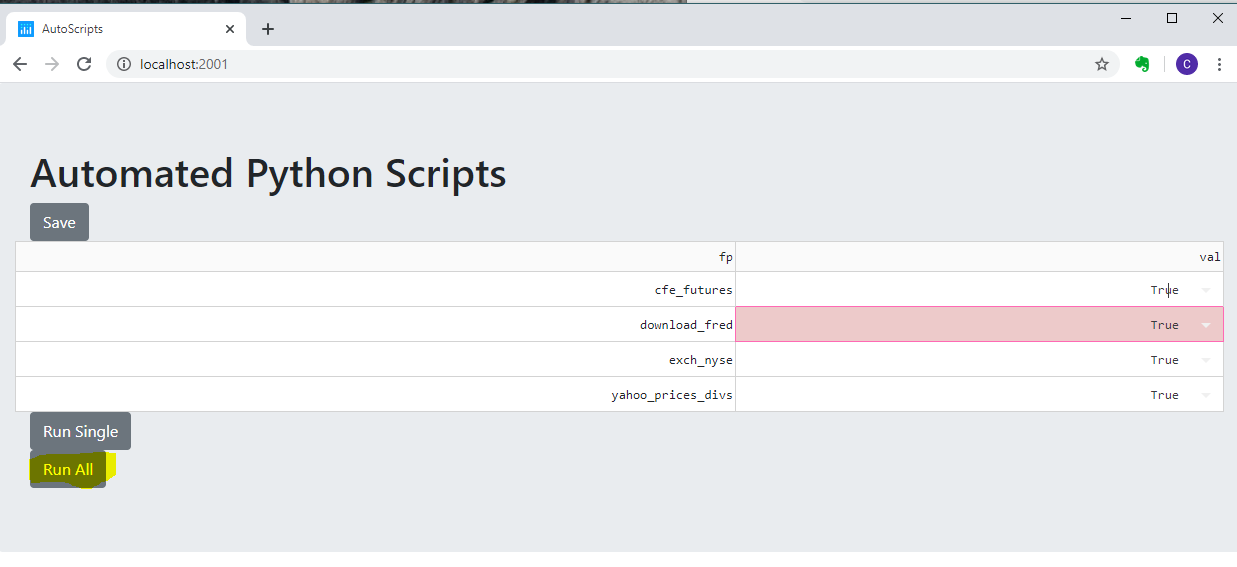 AutoScripts
localhost:2001
C
Automated Python Scripts
Save
fp val
cfe_futures True
download_fred True
exch_nyse True
yahoo_prices_divs True
Run Single
Run All